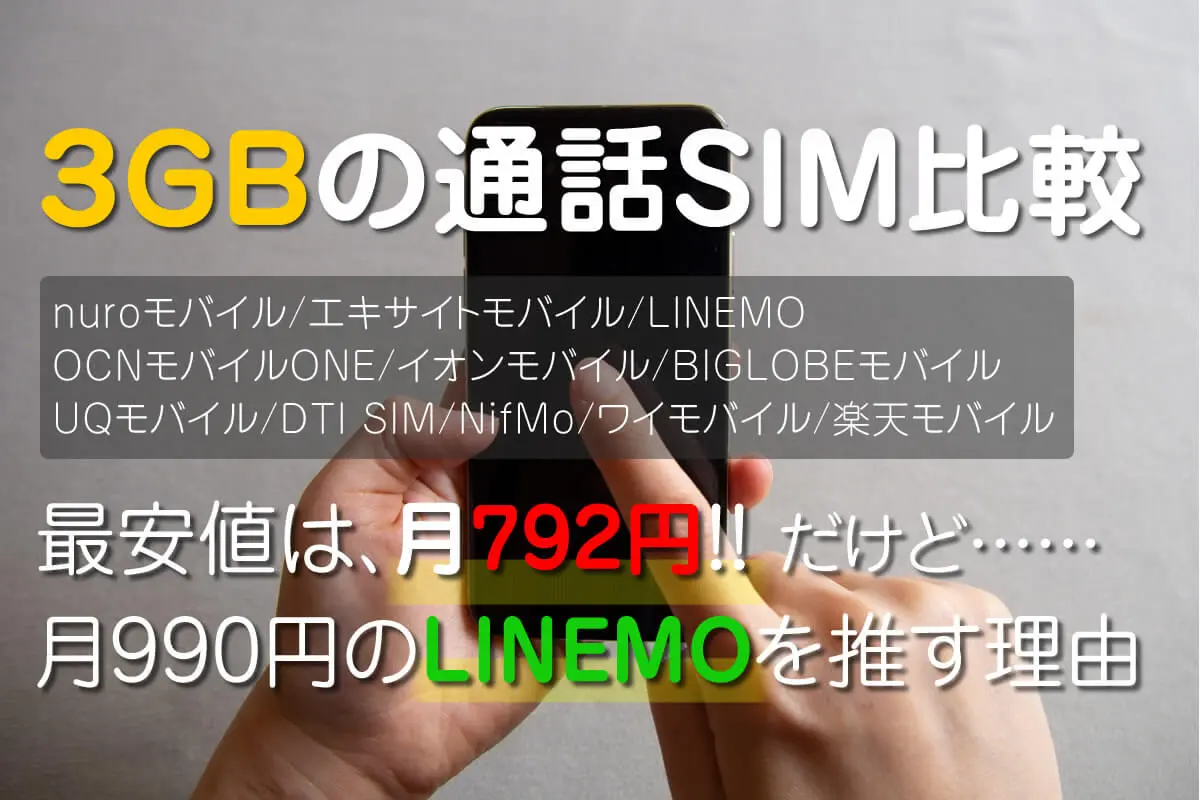 3GBの通話SIM比較
nuroモバイル/エキサイトモバイル/LINEMO
OCNモバイルONE/イオンモバイル/BIGLOBEモバイル
UQモバイル/DTI SIM/NifMo/ワイモバイル/楽天モバイル
最安値は、月792円!! だけど……
月990円のLINEMOを推す理由